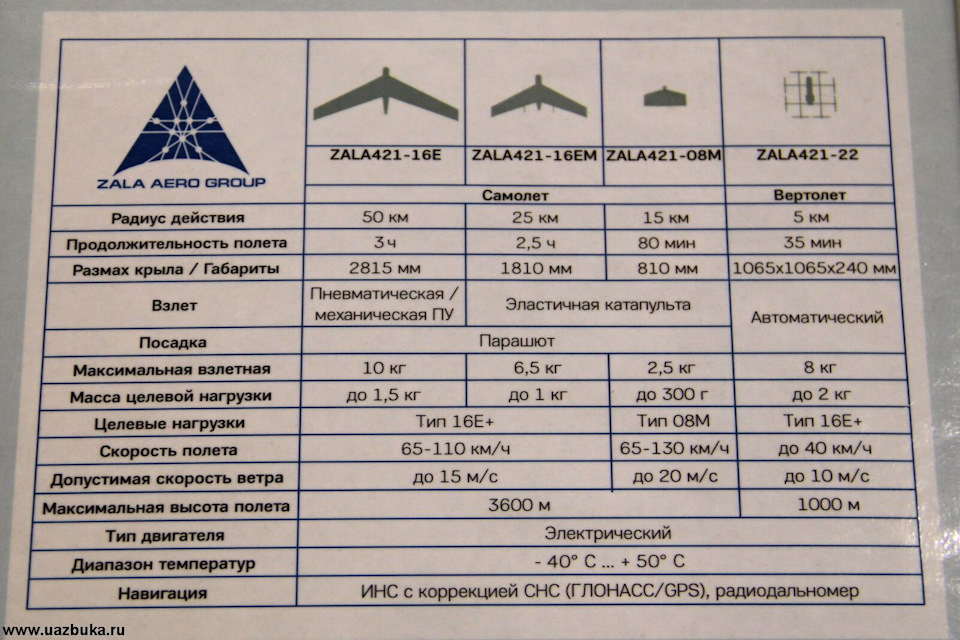 ZALA AERO GROUP
ZALA421-16E ZALA421-16EM ZALA421-08M ZALA421-22
Самолет Вертолет
Радиус действия 50 км 25 км 15 км 5 км
Продолжительность полета 3 ч 2,5 ч 80 мин 35 мин
Размах крыла / Габариты 2815 мм 1810 мм 810 мм 1065х1065х240 мм
Взлет Пневматическая / механическая ПУ Эластичная катапульта Автоматический
Посадка Парашют
Максимальная взлетная 10 кг 6,5 кг 2,5 кг 8 кг
Масса целевой нагрузки до 1,5 кг до 1 кг до 300 г до 2 кг
Целевые нагрузки Тип 16Е+ Тип 08М Тип 16Е+
Скорость полета 65-110 км/ч 65-130 км/ч до 40 км/ч
Допустимая скорость ветра до 15 м/с до 20 м/с до 10 м/с
Максимальная высота полета 3600 м 1000 м
Тип двигателя Электрический
Диапазон температур - 40° С ... + 50° С
Навигация ИНС с коррекцией СНС (ГЛОНАСС/GPS), радиодальномер
www.uazbuka.ru